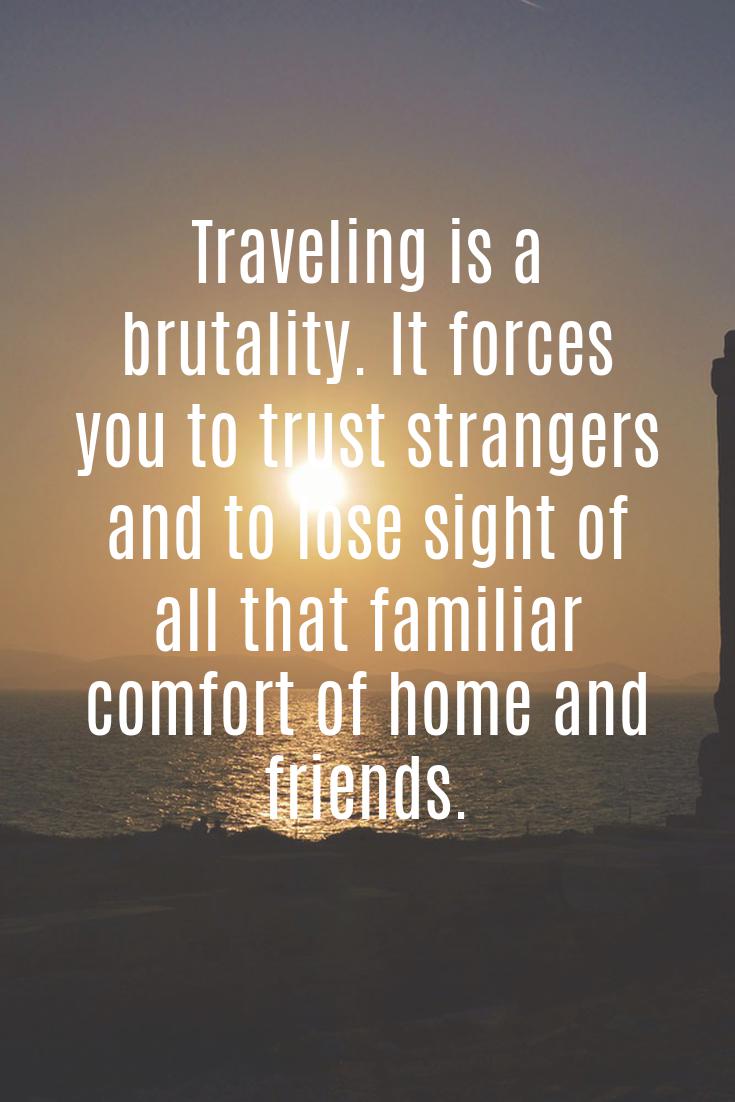 Traveling is a
brutality. It forces
you to trust strangers
and to lose sight of
all that familiar
comfort of home and
friends.